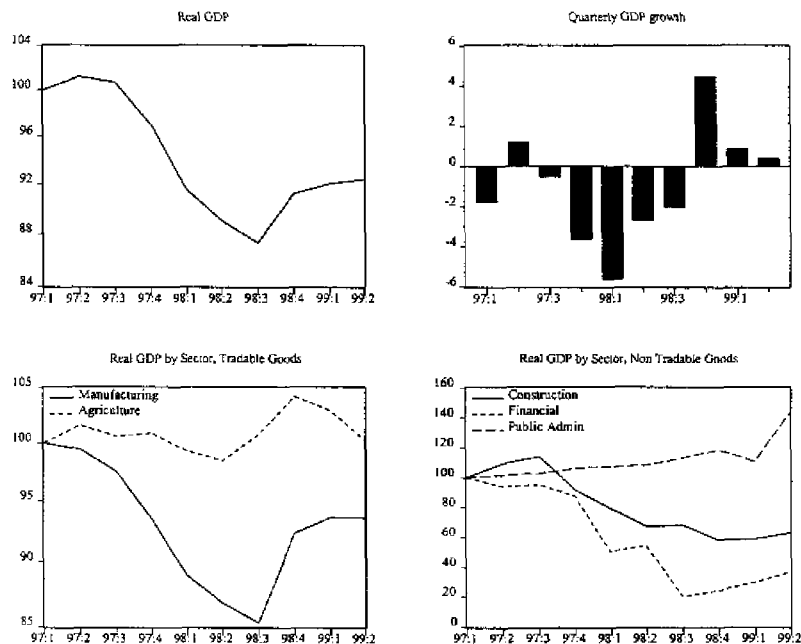 Real GDP
104
100
96
92
88
84
97:1 97:2 97:3 97:4 98:1 98:2 98:3 98:4 99:1 99:2
Quarterly GDP growth
6
4
2
0
-2
-4
-6
97:1 97:3 98:1 98:3 99:1
Real GDP by Sector, Tradable Goods
105
100
95
90
85
Manufacturing
Agriculture
97:1 97:2 97:3 97:4 98:1 98:2 98:3 98:4 99:1 99:2
Real GDP by Sector, Non Tradable Goods
160
140
120
100
80
60
40
20
0
Construction
Financial
Public Admin
97:1 97:2 97:3 97:4 98:1 98:2 98:3 98:4 99:1 99:2